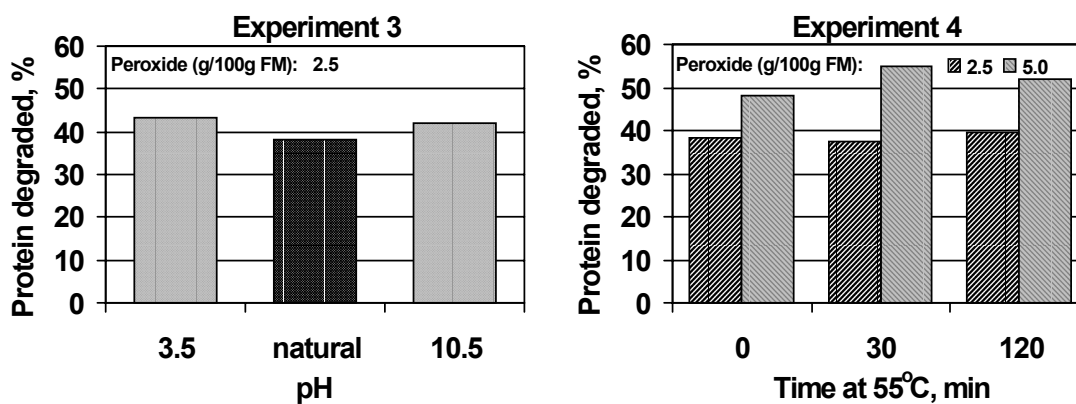 Experiment 3
Peroxide (g/100g FM): 2.5
Protein degraded, %
60
50
40
30
20
10
0
3.5 natural 10.5
pH
Experiment 4
Peroxide (g/100g FM): 2.5 5.0
Protein degraded, %
60
50
40
30
20
10
0
0 30 120
Time at 55°C, min